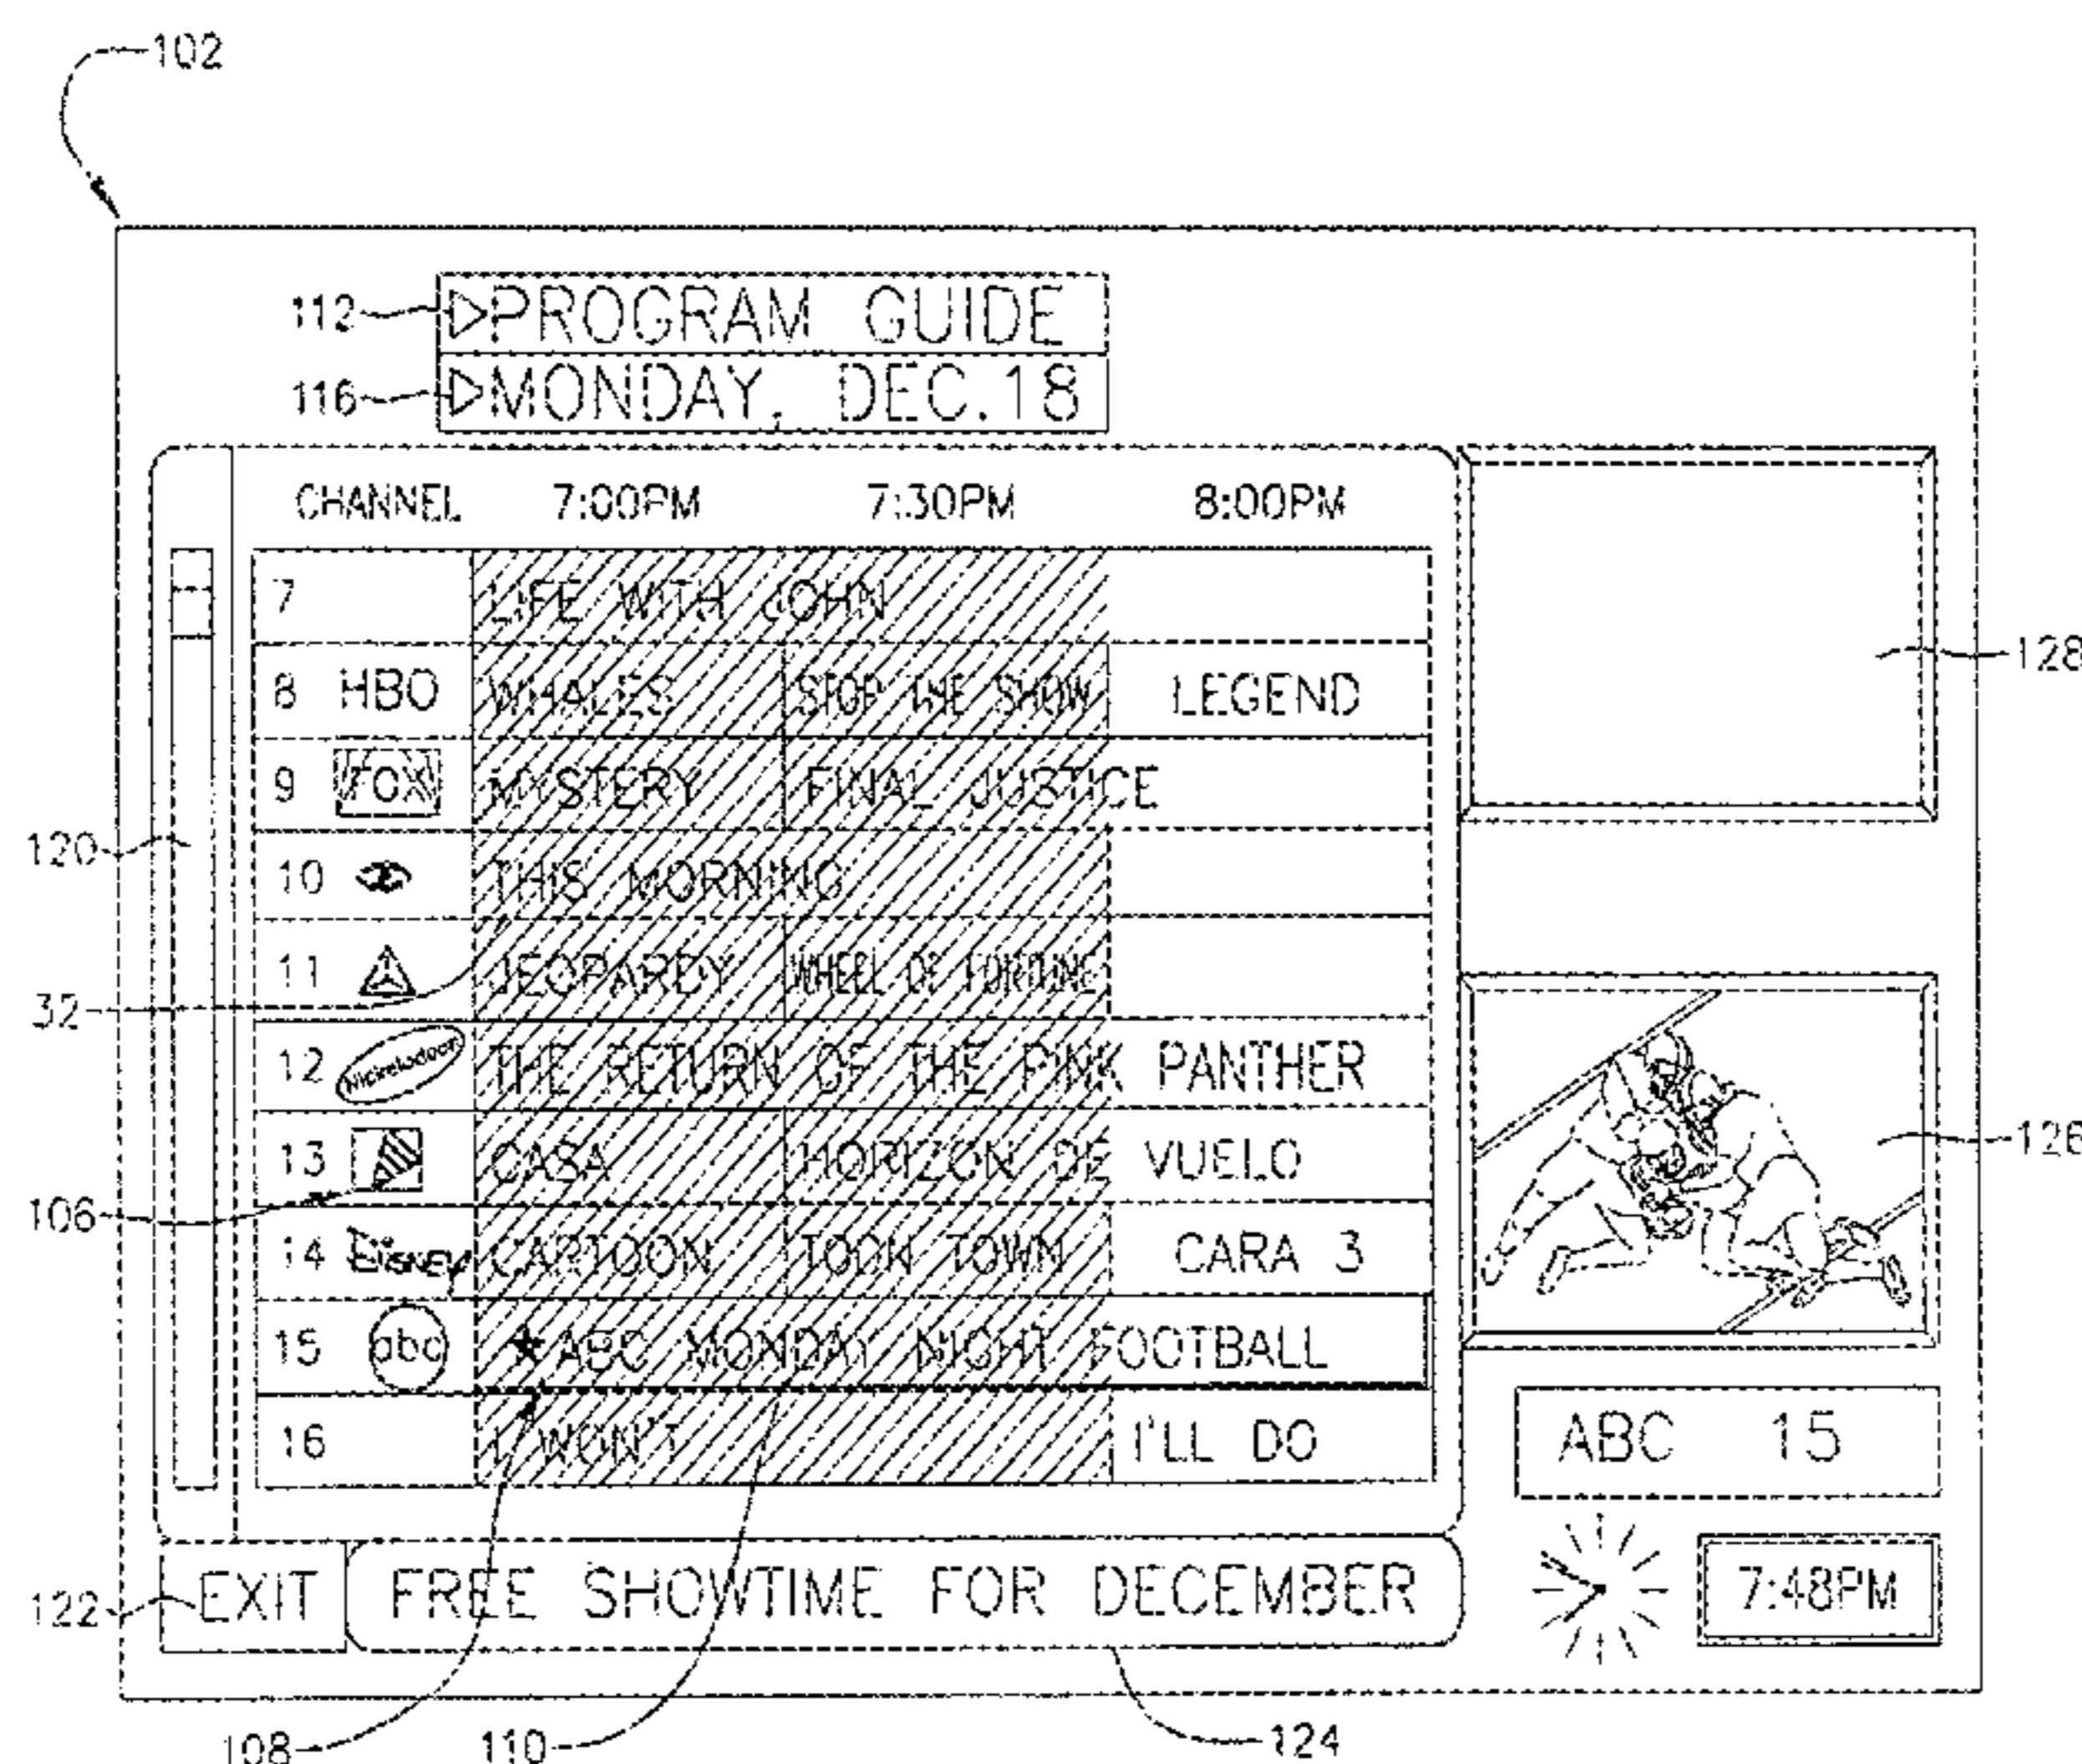 102
112 PROGRAM GUIDE
116 MONDAY, DEC.18
CHANNEL 7:00PM 7:30PM 8:00PM
7 LIFE WITH JOHN
8 HBO WHALES STOP THE SHOW LEGEND
128
9 FOX MYSTERY FINAL JUSTICE
120
10 THIS MORNING
11 JEOPARDY WHEEL OF FORTUNE
32
12 Nickelodeon THE RETURN OF THE PINK PANTHER
13 CASA HORIZON DE VUELO
126
106
14 DISNEY CARTOON TOON TOWN CARA 3
15 abc ABC MONDAY NIGHT FOOTBALL
16 I WON'T I'LL DO
ABC 15
122 EXIT FREE SHOWTIME FOR DECEMBER 7:48PM
108 110 124